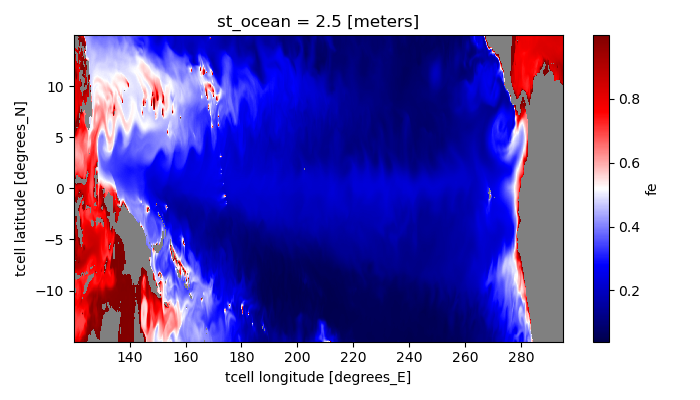 st_ocean = 2.5 [meters]
10
5
0
−5
−10
tcell latitude [degrees_N]
140 160 180 200 220 240 260 280
tcell longitude [degrees_E]
0.8
0.6
0.4
0.2
fe